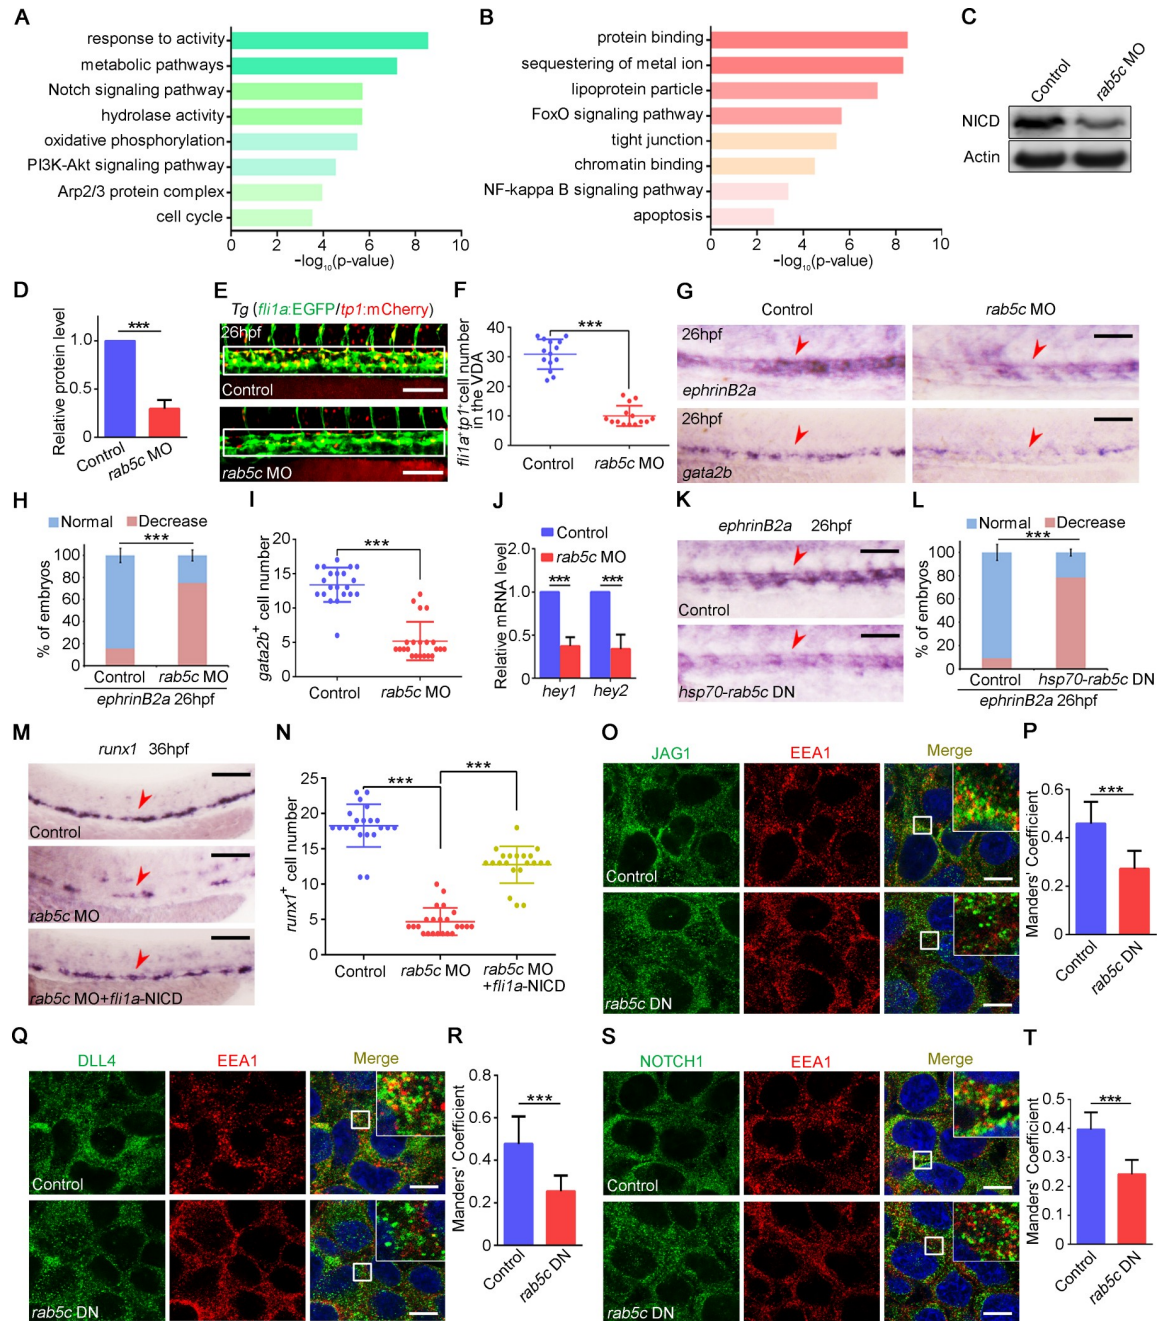 A
response to activity
metabolic pathways
Notch signaling pathway
hydrolase activity
oxidative phosphorylation
PI3K-Akt signaling pathway
Arp2/3 protein complex
cell cycle
0 2 4 6 8 10
-log10(p-value)
B
protein binding
sequestering of metal ion
lipoprotein particle
FoxO signaling pathway
tight junction
chromatin binding
NF-kappa B signaling pathway
apoptosis
0 2 4 6 8 10
-log10(p-value)
C
Control
rab5c MO
NICD
Actin
D
Relative protein level
1.0
0.5
0
***
Control
rab5c MO
E
Tg (fli1a:EGFP/tp1:mCherry)
26hpf
Control
rab5c MO
F
fli1a+tp1+cell number
in the VDA
40
30
20
10
0
***
Control
rab5c MO
G
Control
rab5c MO
26hpf
ephrinB2a
26hpf
gata2b
H
Normal
Decrease
% of embryos
100
80
60
40
20
0
***
Control
rab5c MO
ephrinB2a 26hpf
I
gata2b+ cell number
20
15
10
5
0
***
Control
rab5c MO
J
Control
rab5c MO
Relative mRNA level
2.0
1.0
0.5
0
***
***
hey1
hey2
K
ephrinB2a 26hpf
Control
hsp70-rab5c DN
L
Normal
Decrease
% of embryos
100
80
60
40
20
0
***
Control
hsp70-rab5c DN
ephrinB2a 26hpf
M
runx1 36hpf
Control
rab5c MO
rab5c MO+fli1a-NICD
N
runx1+ cell number
25
20
15
10
5
0
***
***
Control
rab5c MO
rab5c MO
+fli1a-NICD
O
JAG1
EEA1
Merge
Control
rab5c DN
P
Manders' Coefficient
0.6
0.4
0.2
0
***
Control
rab5c DN
Q
DLL4
EEA1
Merge
Control
rab5c DN
R
Manders' Coefficient
0.8
0.6
0.4
0.2
0
***
Control
rab5c DN
S
NOTCH1
EEA1
Merge
Control
rab5c DN
T
Manders' Coefficient
0.5
0.4
0.3
0.2
0.1
0
***
Control
rab5c DN